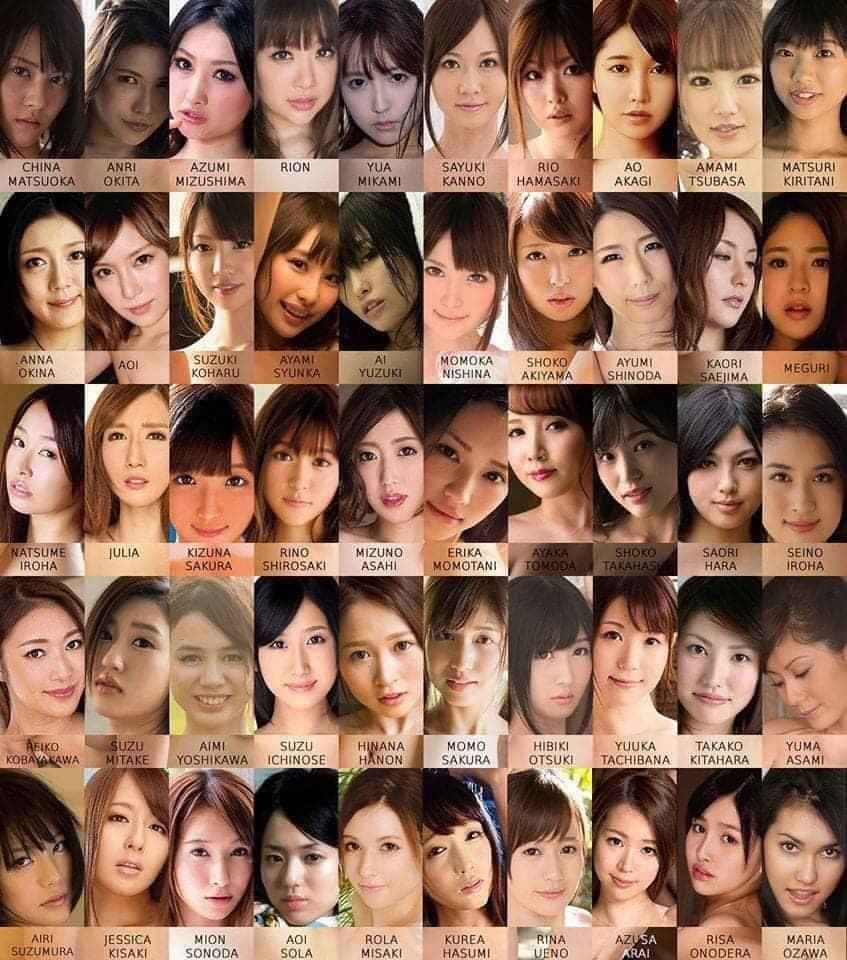 CHINA
MATSUOKA
ANRI
OKITA
AZUMI
MIZUSHIMA
RION
YUA
MIKAMI
SAYUKI
KANNO
RIO
HAMASAKI
AO
AKAGI
AMAMI
TSUBASA
MATSURI
KIRITANI
ANNA
OKINA
AOI
SUZUKI
KOHARU
AYAMI
SYUNKA
AI
YUZUKI
MOMOKA
NISHINA
SHOKO
AKIYAMA
AYUMI
SHINODA
KAORI
SAEJIMA
MEGURI
NATSUME
IROHA
JULIA
KIZUNA
SAKURA
RINO
SHIROSAKI
MIZUNO
ASAHI
ERIKA
MOMOTANI
AYAKA
TOMODA
SHOKO
TAKAHASHI
SAORI
HARA
SEINO
IROHA
REIKO
KOBAYAKAWA
SUZU
MITAKE
AIMI
YOSHIKAWA
SUZU
ICHINOSE
HINANA
HANON
MOMO
SAKURA
HIBIKI
OTSUKI
YUUKA
TACHIBANA
TAKAKO
KITAHARA
YUMA
ASAMI
AIRI
SUZUMURA
JESSICA
KISAKI
MION
SONODA
AOI
SOLA
ROLA
MISAKI
KUREA
HASUMI
RINA
UENO
AZUSA
ARAI
RISA
ONODERA
MARIA
OZAWA